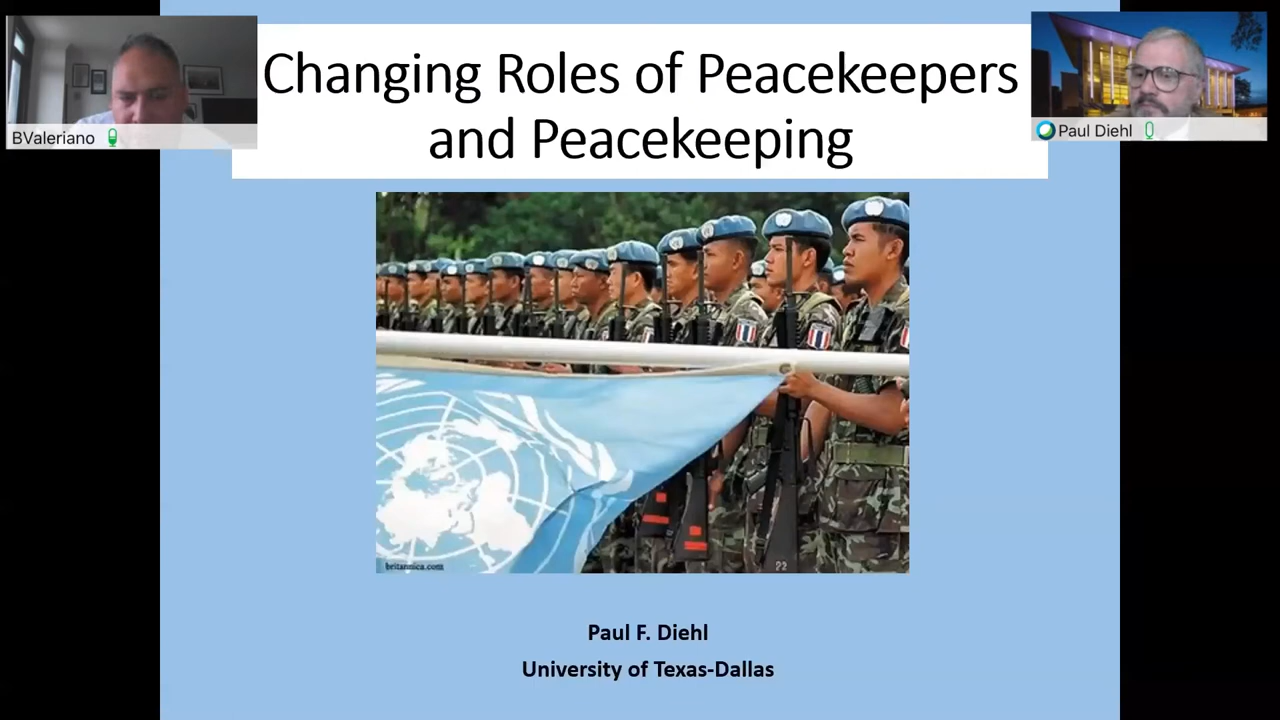 Changing Roles of Peacekeepers
and Peacekeeping
BValeriano
Paul Diehl
britannica.com
22
Paul F. Diehl
University of Texas-Dallas